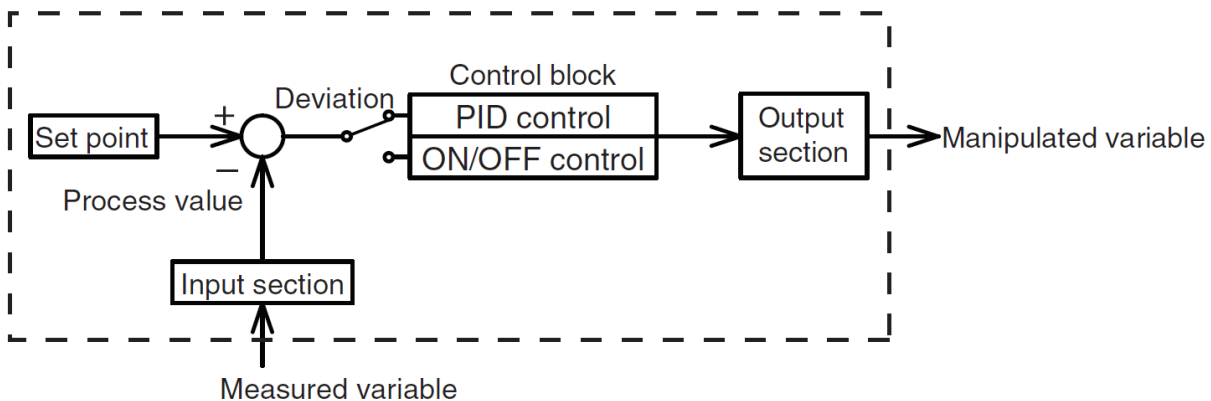 Control block
Deviation
+
PID control
Set point
Output
section
Manipulated variable
−
ON/OFF control
Process value
Input section
Measured variable